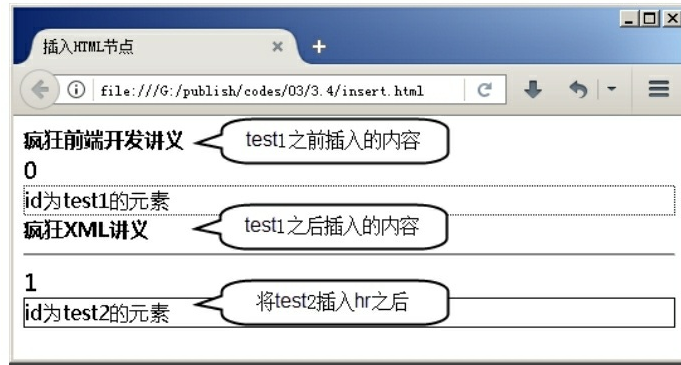 插入HTML节点
file:///G:/publish/codes/03/3.4/insert.html
疯狂前端开发讲义
test1之前插入的内容
0
id为test1的元素
疯狂XML讲义
test1之后插入的内容
1
id为test2的元素
将test2插入hr之后